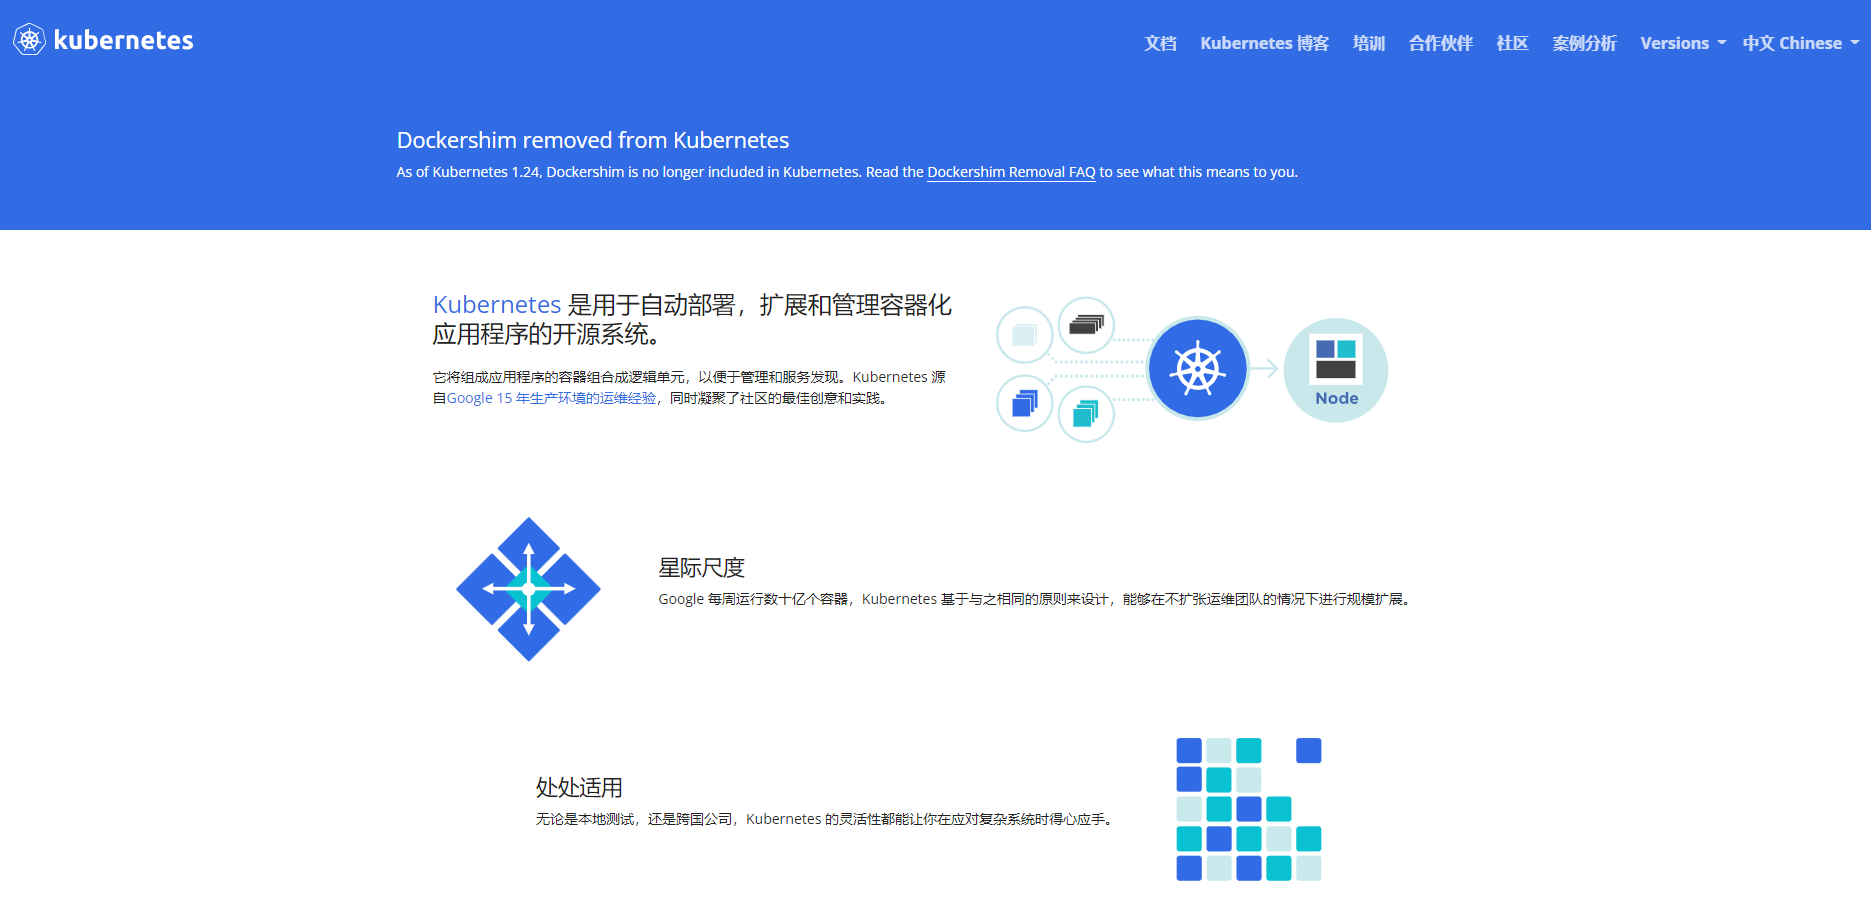 kubernetes
文档 Kubernetes 博客 培训 合作伙伴 社区 案例分析 Versions 中文 Chinese
Dockershim removed from Kubernetes
As of Kubernetes 1.24, Dockershim is no longer included in Kubernetes. Read the Dockershim Removal FAQ to see what this means to you.
Kubernetes 是用于自动部署，扩展和管理容器化
应用程序的开源系统。
它将组成应用程序的容器组合成逻辑单元，以便于管理和服务发现。Kubernetes 源
自Google 15 年生产环境的运维经验，同时凝聚了社区的最佳创意和实践。
Node
星际尺度
Google 每周运行数十亿个容器，Kubernetes 基于与之相同的原则来设计，能够在不扩张运维团队的情况下进行规模扩展。
处处适用
无论是本地测试，还是跨国公司，Kubernetes 的灵活性都能让你在应对复杂系统时得心应手。